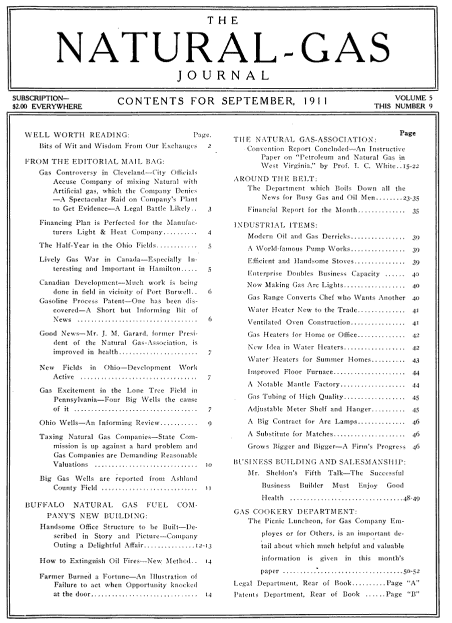 THE
NATURAL-GAS
JOURNAL
SUBSCRIPTION—
$2.00 EVERYWHERE
CONTENTS FOR SEPTEMBER, 1911
VOLUME 5
THIS NUMBER 9
WELL WORTH READING: Page.
Bits of Wit and Wisdom From Our Exchanges 2
FROM THE EDITORIAL MAIL BAG:
Gas Controversy in Cleveland—City Officials
Accuse Company of mixing Natural with
Artificial gas, which the Company Denies
—A Spectacular Raid on Company's Plant
to Get Evidence—A Legal Battle Likely.. 3
Financing Plan is Perfected for the Manufac-
turers Light & Heat Company.......... 4
The Half-Year in the Ohio Fields............ 5
Lively Gas War in Canada—Especially In-
teresting and Important in Hamilton..... 5
Canadian Development—Much work is being
done in field in vicinity of Port Burwell.. 6
Gasoline Process Patent—One has been dis-
covered—A Short but Informing Bit of
News ................................ 6
Good News—Mr. J. M. Garard, former Presi-
dent of the Natural Gas-Association, is
improved in health.................... 7
New Fields in Ohio—Development Work
Active .............................. 7
Gas Excitement in the Lone Tree Field in
Pennsylvania—Four Big Wells the cause
of it ................................ 7
Ohio Wells—An Informing Review........... 9
Taxing Natural Gas Companies—State Com-
mission is up against a hard problem and
Gas Companies are Demanding Reasonable
Valuations .......................... 10
Big Gas Wells are reported from Ashland
County Field ........................ 11
BUFFALO NATURAL GAS FUEL COM-
PANY'S NEW BUILDING:
Handsome Office Structure to be Built—De-
scribed in Story and Picture—Company
Outing a Delightful Affair.............12-13
How to Extinguish Oil Fires—New Method.. 14
Farmer Burned a Fortune—An Illustration of
Failure to act When Opportunity knocked
at the door.......................... 14
Page
THE NATURAL GAS-ASSOCIATION:
Convention Report Concluded—An Instructive
Paper on "Petroleum and Natural Gas in
West Virginia," by Prof. I. C. White..15-22
AROUND THE BELT:
The Department which Boils Down all the
News for Busy Gas and Oil Men........23-35
Financial Report for the Month............. 35
INDUSTRIAL ITEMS:
Modern Oil and Gas Derricks............... 39
A World-famous Pump Works............... 39
Efficient and Handsome Stoves.............. 39
Enterprise Doubles Business Capacity ...... 40
Now Making Gas Arc Lights................ 40
Gas Range Converts Chef who Wants Another 40
Water Heater New to the Trade............. 41
Ventilated Oven Construction............... 41
Gas Heaters for Home or Office............. 42
New Idea in Water Heaters................. 42
Water Heaters for Summer Homes.......... 43
Improved Floor Furnace.................... 44
A Notable Mantle Factory.................. 44
Gas Tubing of High Quality................ 45
Adjustable Meter Shelf and Hanger.......... 45
A Big Contract for Arc Lamps.............. 46
A Substitute for Matches................... 46
Grows Bigger and Bigger—A Firm's Progress 46
BUSINESS BUILDING AND SALESMANSHIP:
Mr. Sheldon's Fifth Talk—The Successful
Business Builder Must Enjoy Good
Health ..............................48-49
GAS COOKERY DEPARTMENT:
The Picnic Luncheon, for Gas Company Em-
ployes or for Others, is an important de-
tail about which much helpful and valuable
information is given in this month's
paper ...............................50-52
Legal Department, Rear of Book..........Page "A"
Patents Department, Rear of Book ......Page "B"